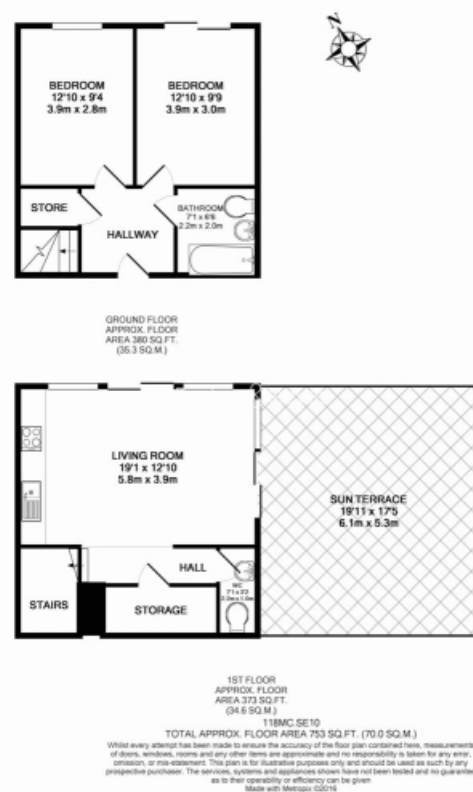 N
BEDROOM
12'10 x 9'4
3.9m x 2.8m
BEDROOM
12'10 x 9'9
3.9m x 3.0m
STORE
HALLWAY
BATHROOM
7'1 x 6'6
2.2m x 2.0m
GROUND FLOOR
APPROX. FLOOR
AREA 380 SQ.FT.
(35.3 SQ.M.)
LIVING ROOM
19'1 x 12'10
5.8m x 3.9m
SUN TERRACE
19'11 x 17'5
6.1m x 5.3m
HALL
WC
7'1 x 3'2
2.2m x 1.0m
STAIRS
STORAGE
1ST FLOOR
APPROX. FLOOR
AREA 373 SQ.FT.
(34.6 SQ.M.)
118MC.SE10
TOTAL APPROX. FLOOR AREA 753 SQ.FT. (70.0 SQ.M.)
Whilst every attempt has been made to ensure the accuracy of the floor plan contained here, measurements
of doors, windows, rooms and any other items are approximate and no responsibility is taken for any error,
omission, or mis-statement. This plan is for illustrative purposes only and should be used as such by any
prospective purchaser. The services, systems and appliances shown have not been tested and no guarantee
as to their operability or efficiency can be given
Made with Metropix ©2016